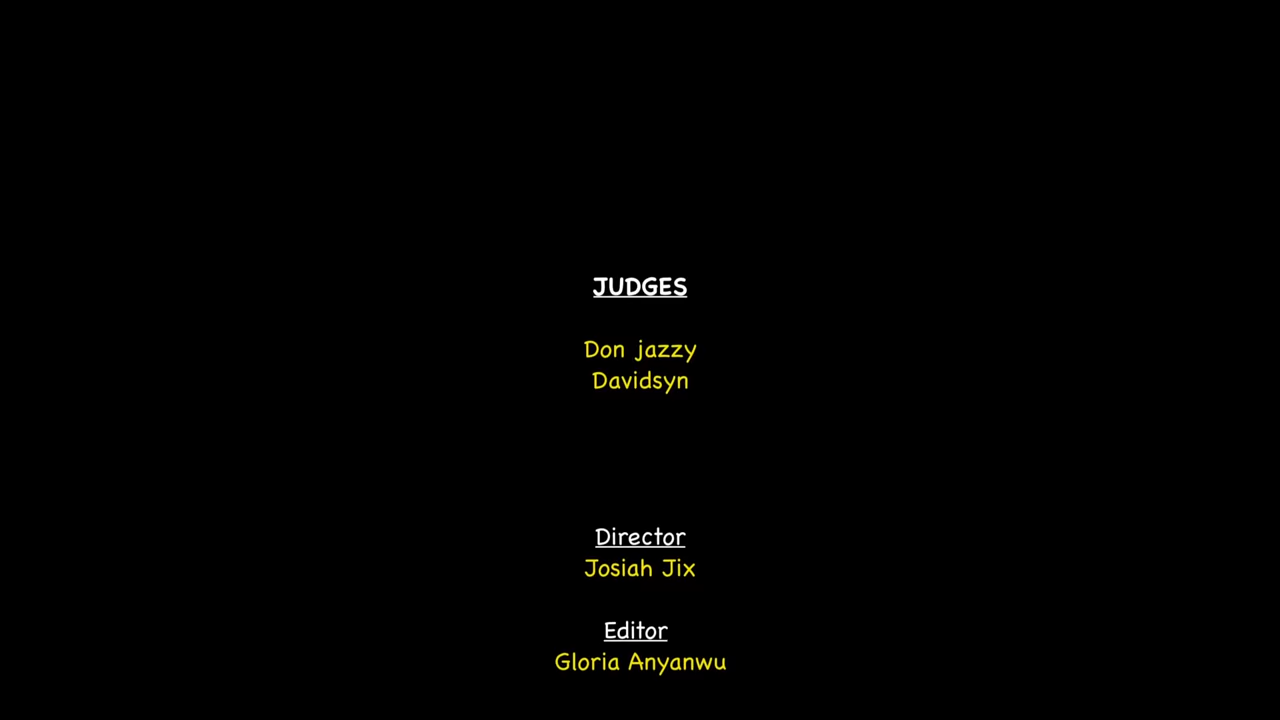 JUDGES
Don jazzy
Davidsyn
Director
Josiah Jix
Editor
Gloria Anyanwu